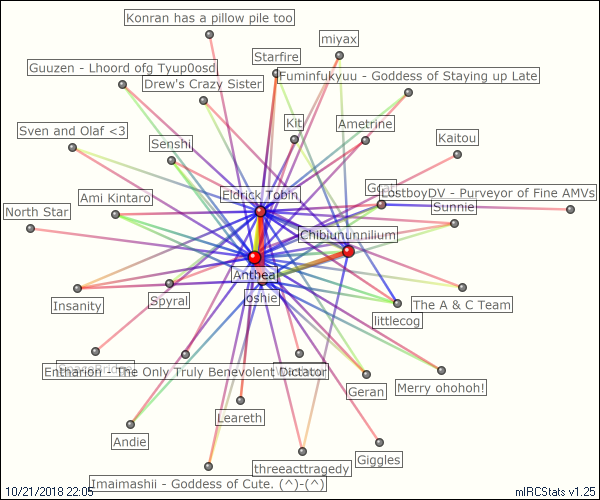 Konran has a pillow pile too
miyax
Starfire
Guuzen - Lhoord ofg Tyup0osd
Fuminfukyuu - Goddess of Staying up Late
Drew's Crazy Sister
Kit
Ametrine
Sven and Olaf <3
Senshi
Kaitou
Goat
LostboyDV - Purveyor of Fine AMVs
Eldrick Tobin
Ami Kintaro
North Star
Sunnie
Chibiununnilium
Anthea
Insanity
Spyral
joshie
The A & C Team
littlecog
Enthanion - The Only Truly Benevolent Dictator
Geran
Merry ohohoh!
Andie
Leareth
Giggles
threeacttragedy
Imaimashii - Goddess of Cute. (^)-(^)
10/21/2018 22:05
mIRCStats v1.25